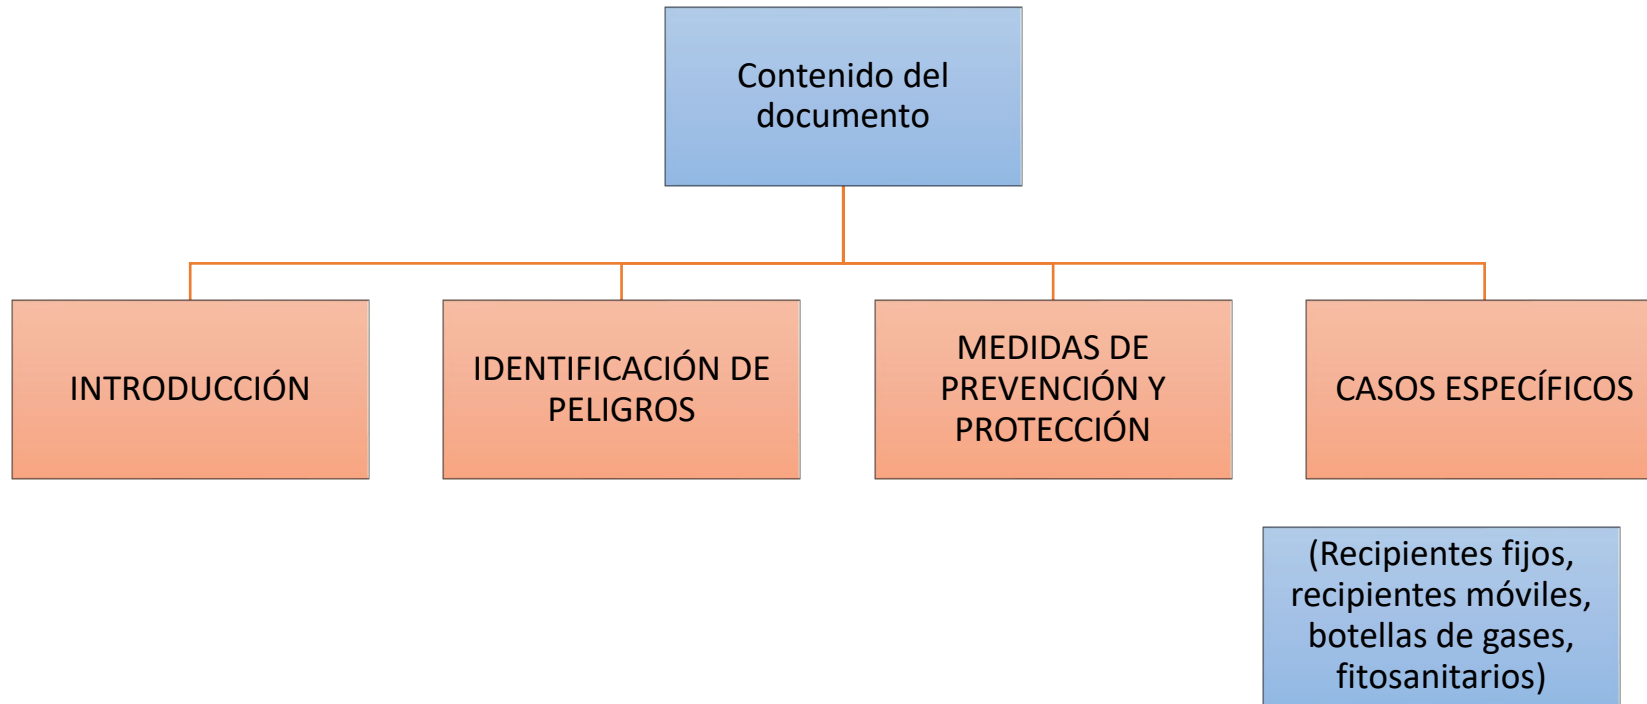 Contenido del
documento
INTRODUCCIÓN
IDENTIFICACIÓN DE
PELIGROS
MEDIDAS DE
PREVENCIÓN Y
PROTECCIÓN
CASOS ESPECÍFICOS
(Recipientes fijos,
recipientes móviles,
botellas de gases,
fitosanitarios)